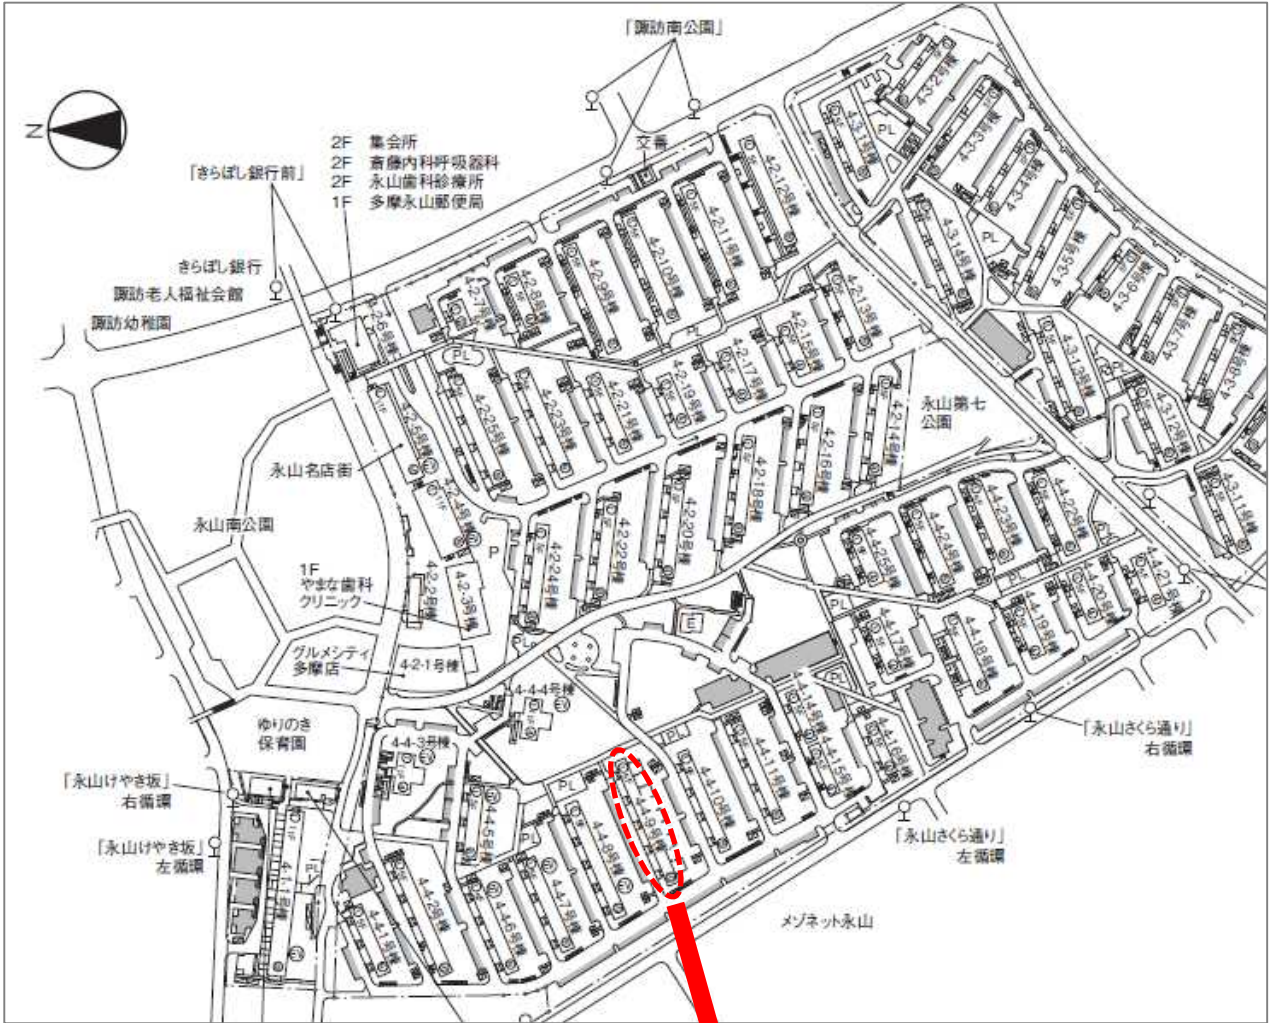 「諏訪南公園」
N
2F 集会所
2F 斎藤内科呼吸器科
2F 永山歯科診療所
1F 多摩永山郵便局
交番
「きらぼし銀行前」
きらぼし銀行
諏訪老人福祉会館
諏訪幼稚園
4-3-2号棟
4-3-1号棟
PL
4-3-3号棟
4-3-4号棟
4-3-5号棟
4-3-6号棟
4-3-7号棟
4-3-8号棟
4-3-14号棟
PL
4-3-13号棟
4-3-12号棟
4-3-11号棟
4-2-12号棟
4-2-11号棟
4-2-10号棟
4-2-9号棟
4-2-8号棟
4-2-7号棟
4-2-6号棟
4-2-13号棟
4-2-15号棟
4-2-17号棟
4-2-19号棟
4-2-21号棟
4-2-23号棟
4-2-25号棟
PL
4-2-5号棟
4-2-4号棟
11F
永山名店街
永山第七
公園
4-2-14号棟
4-2-16号棟
4-2-18号棟
4-2-20号棟
4-2-22号棟
4-2-24号棟
P
永山南公園
1F
やまな歯科
クリニック
4-2-2号棟
4-2-3号棟
グルメシティ
多摩店
4-2-1号棟
PL
E
4-4-22号棟
4-4-23号棟
4-4-24号棟
4-4-25号棟
PL
PL
4-4-21号棟
4-4-20号棟
4-4-19号棟
4-4-18号棟
4-4-17号棟
PL
4-4-16号棟
4-4-15号棟
4-4-14号棟
4-4-11号棟
4-4-10号棟
PL
4-4-9号棟
4-4-8号棟
PL
4-4-7号棟
PL
4-4-6号棟
4-4-5号棟
4-4-4号棟
4-4-3号棟
4-4-2号棟
4-4-1号棟
ゆりのき
保育園
「永山けやき坂」
右循環
「永山けやき坂」
左循環
11F
PL
4-1-1号棟
「永山さくら通り」
右循環
「永山さくら通り」
左循環
メゾネット永山